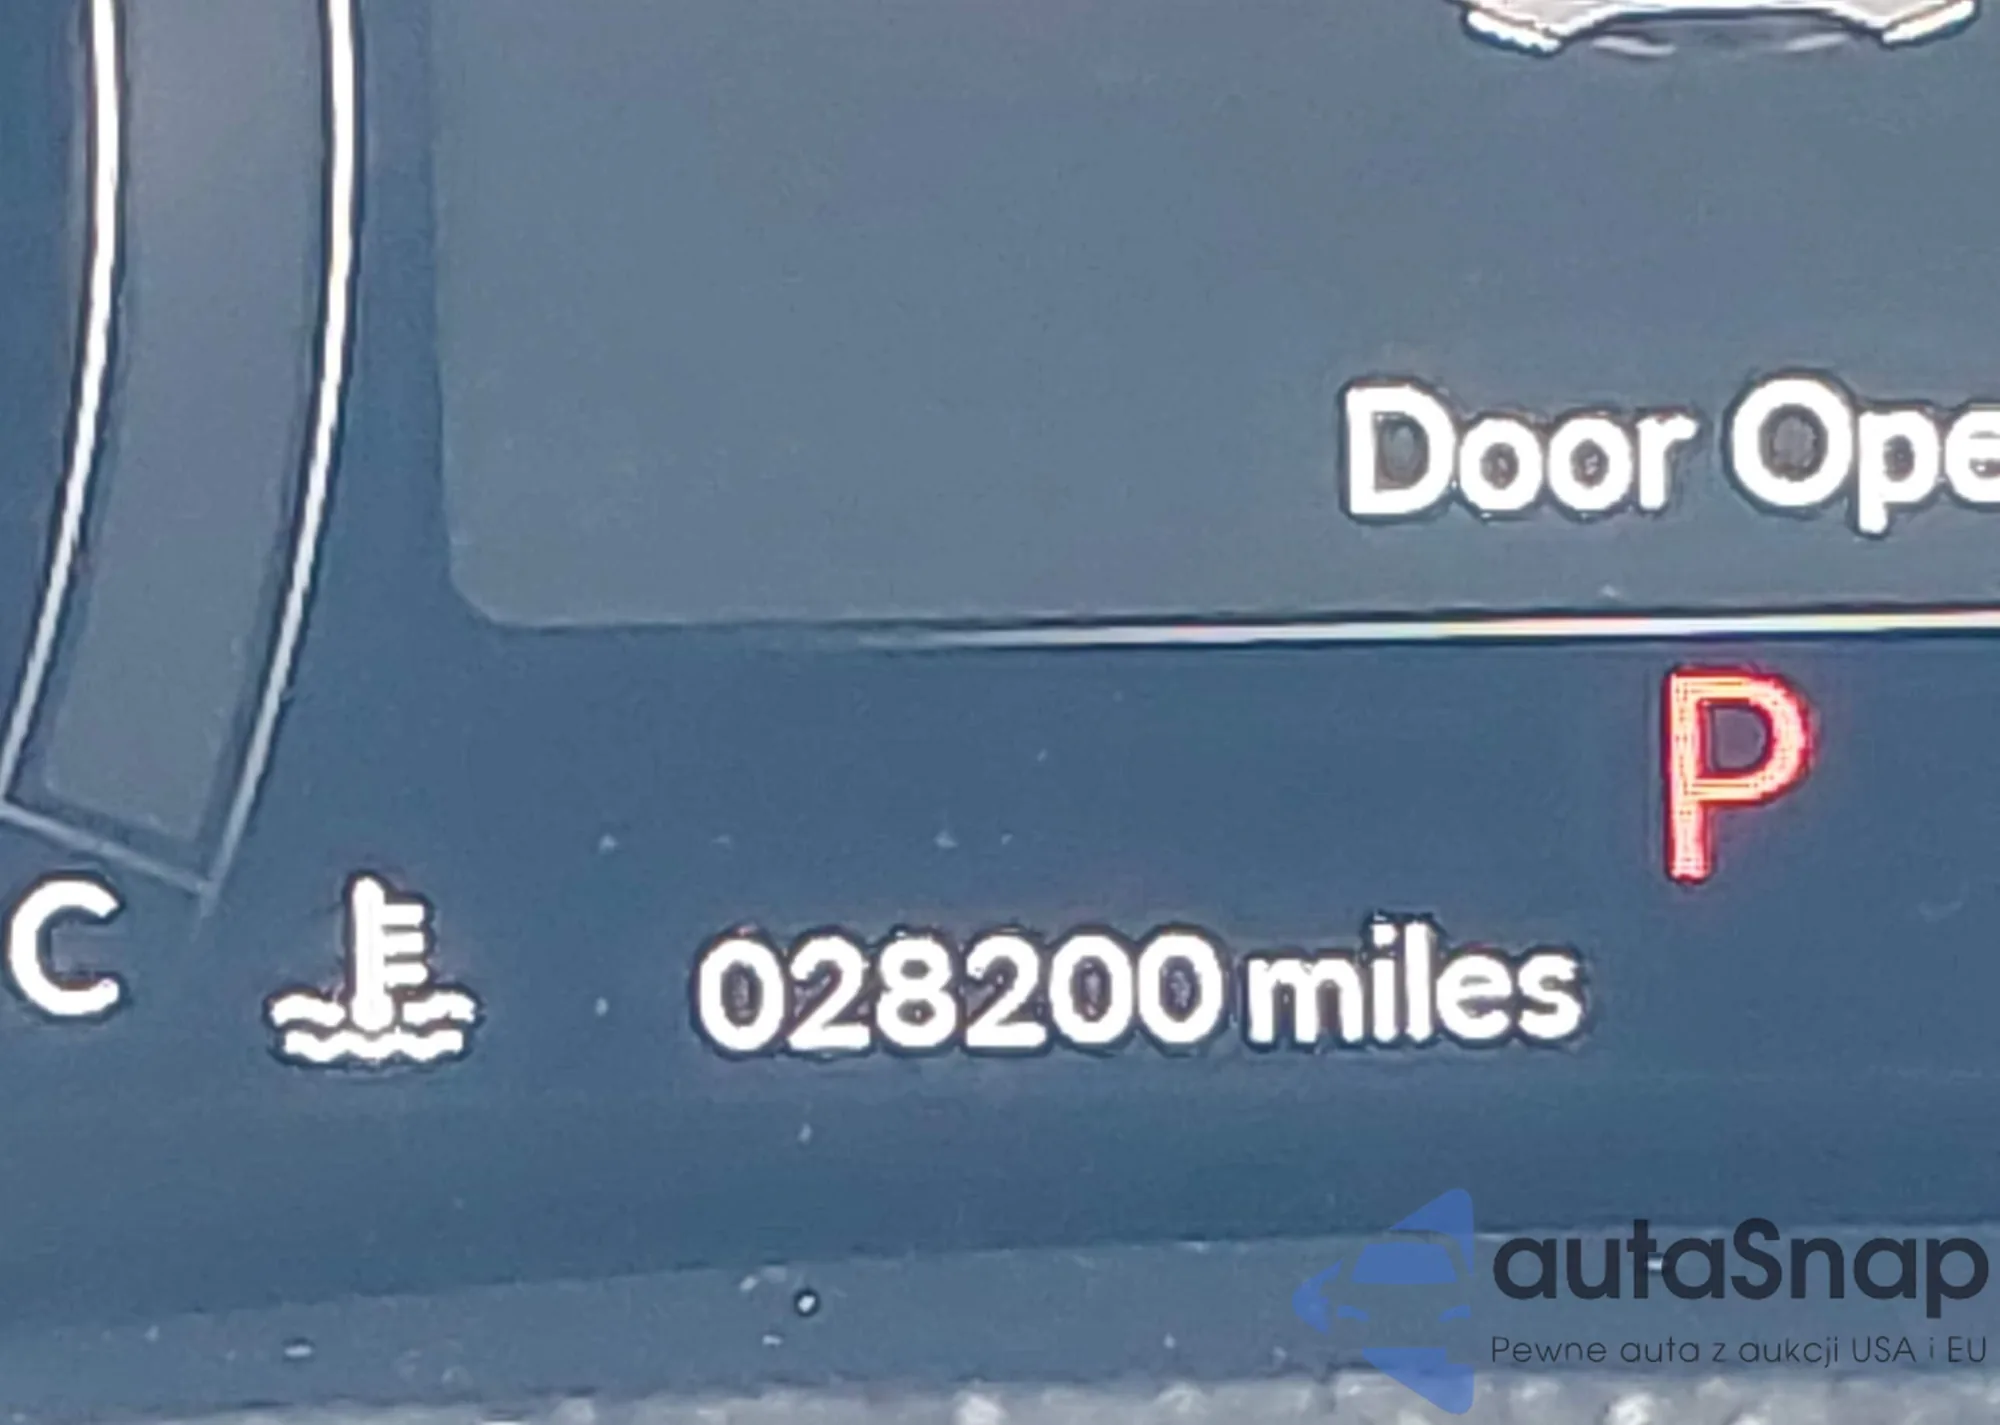 Door Ope
P
C
028200 miles
autaSnap
Pewne auta z aukcji USA i EU